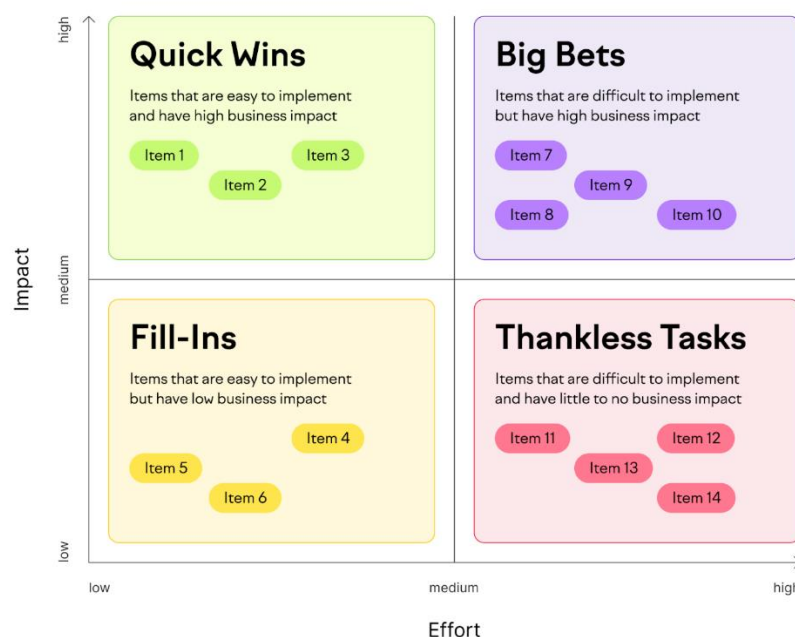 high
Quick Wins
Items that are easy to implement
and have high business impact
Item 1
Item 3
Item 2
Big Bets
Items that are difficult to implement
but have high business impact
Item 7
Item 9
Item 8
Item 10
Impact
medium
Fill-Ins
Items that are easy to implement
but have low business impact
Item 4
Item 5
Item 6
Thankless Tasks
Items that are difficult to implement
and have little to no business impact
Item 11
Item 12
Item 13
Item 14
low
low
medium
high
Effort